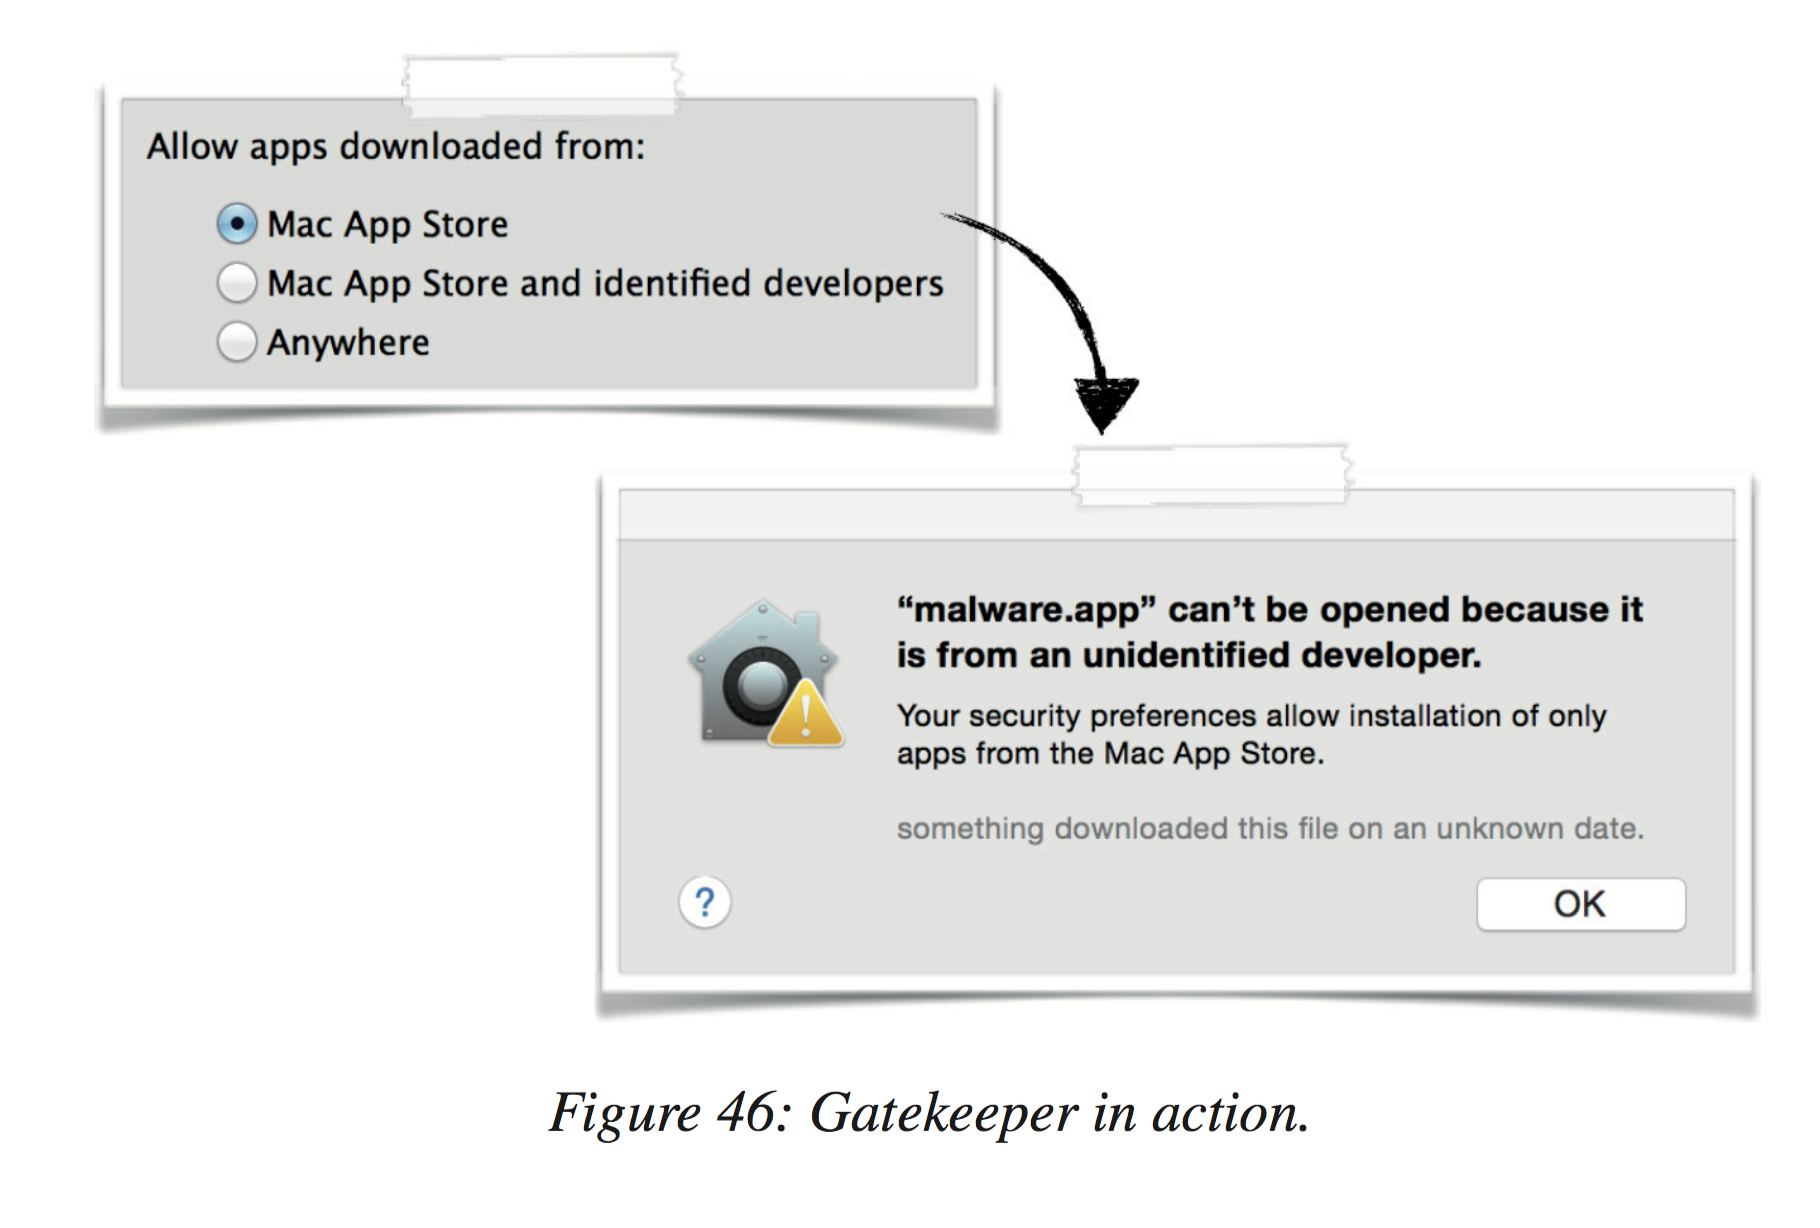 Allow apps downloaded from:
Mac App Store
Mac App Store and identified developers
Anywhere
“malware.app” can’t be opened because it
is from an unidentified developer.
Your security preferences allow installation of only
apps from the Mac App Store.
something downloaded this file on an unknown date.
?
OK
Figure 46: Gatekeeper in action.